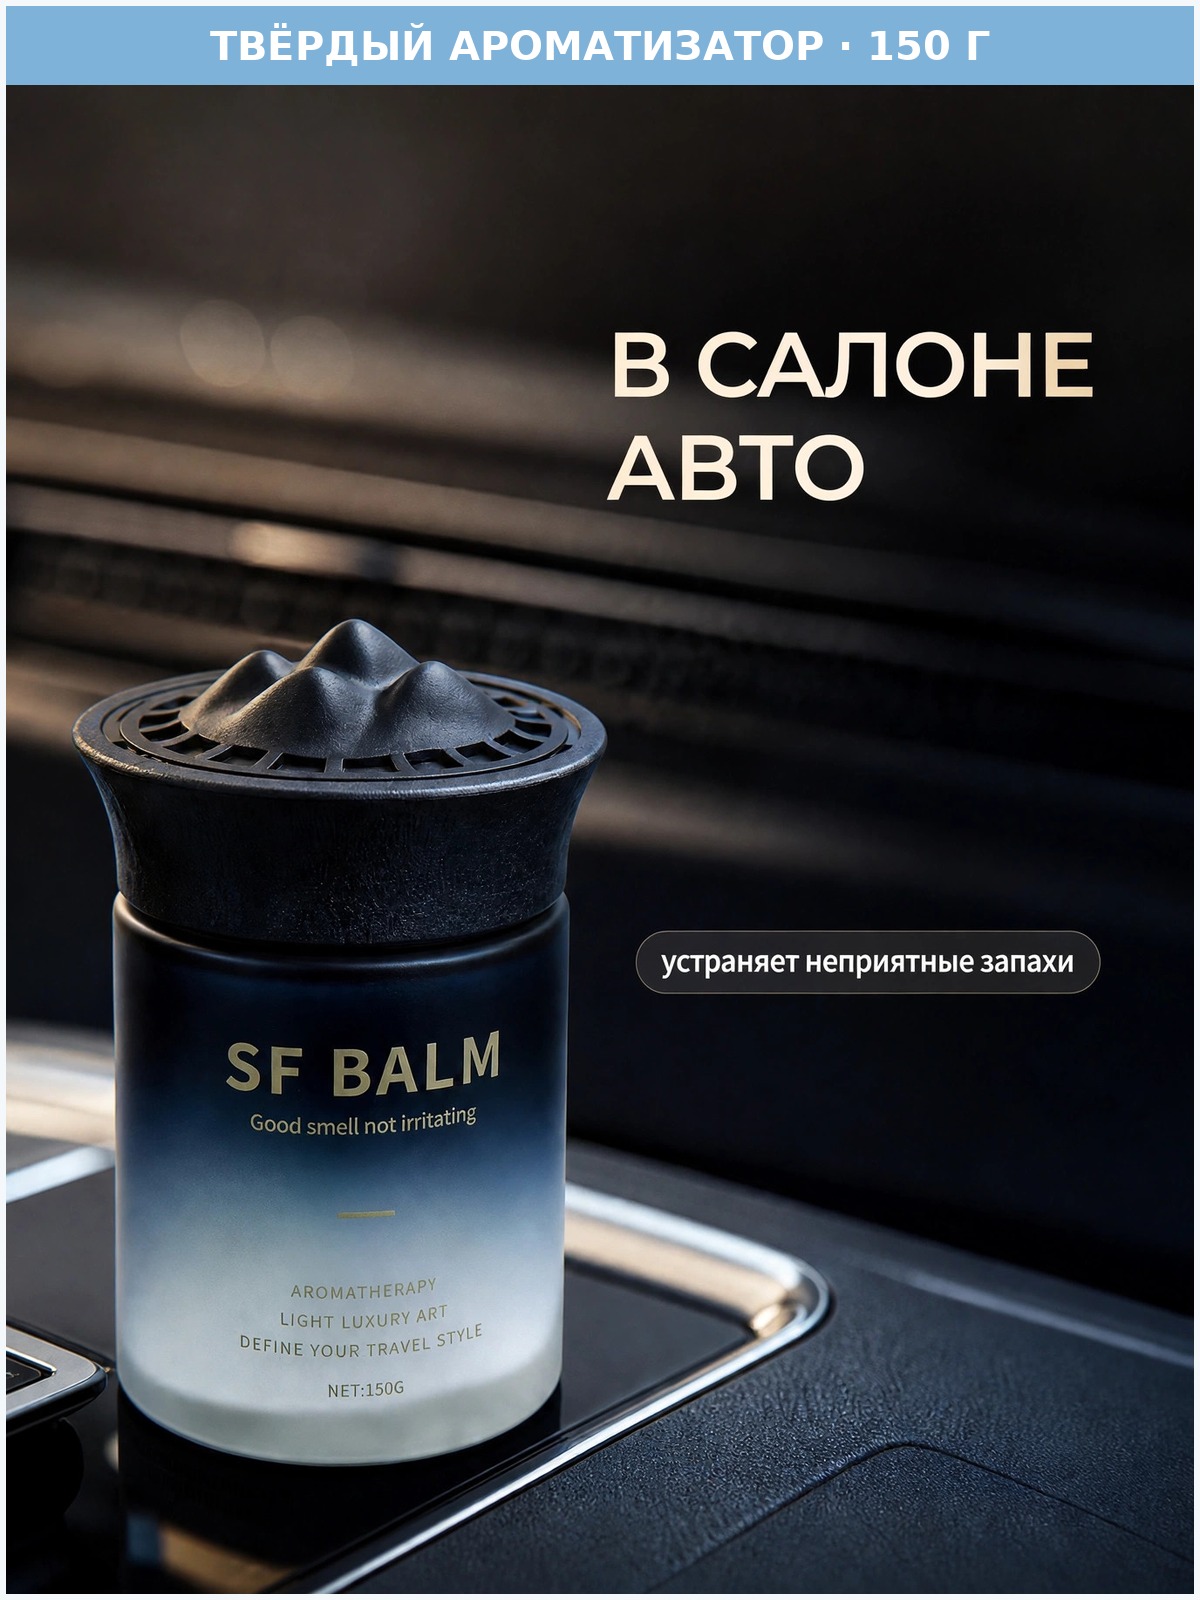 ТВЁРДЫЙ АРОМАТИЗАТОР · 150 Г
В САЛОНЕ
АВТО
устраняет неприятные запахи
SF BALM
Good smell not irritating
AROMATHERAPY
LIGHT LUXURY ART
DEFINE YOUR TRAVEL STYLE
NET:150G